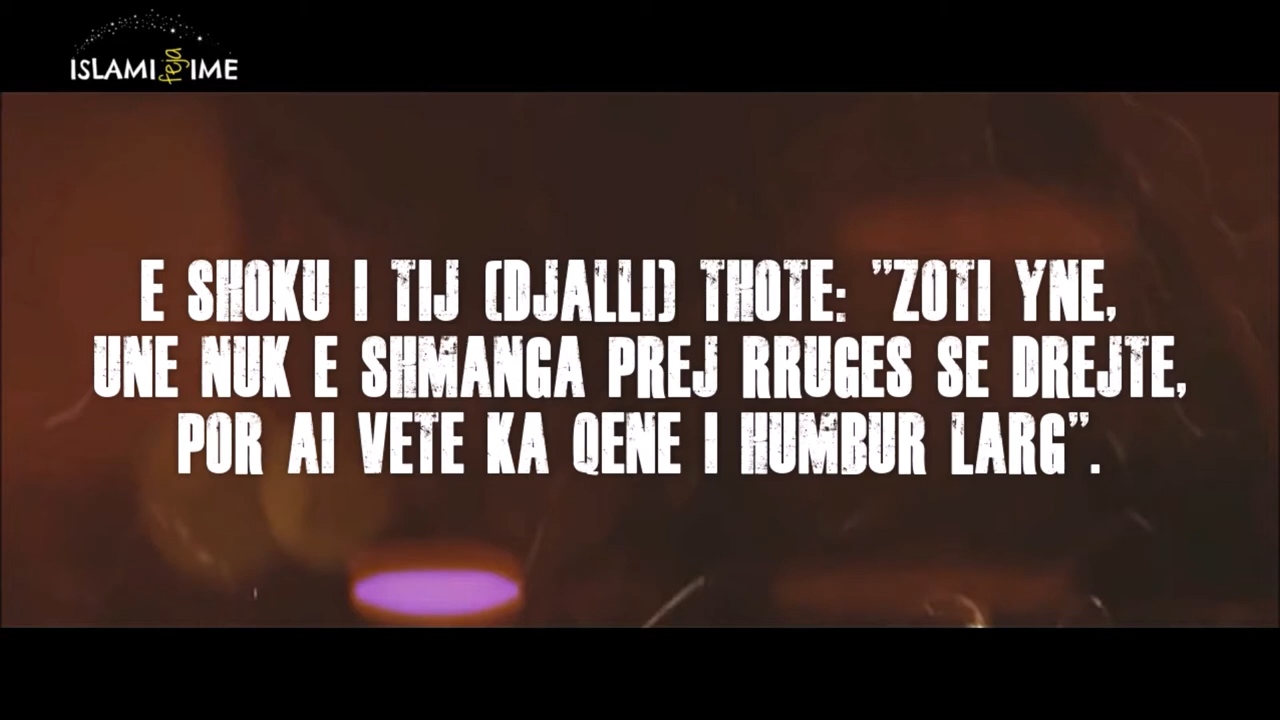 ISLAMI feja IME
E SHOKU I TIJ (DJALLI) THOTE: "ZOTI YNE,
UNE NUK E SHMANGA PREJ RRUGES SE DREJTE,
POR AI VETE KA QENE I HUMBUR LARG".